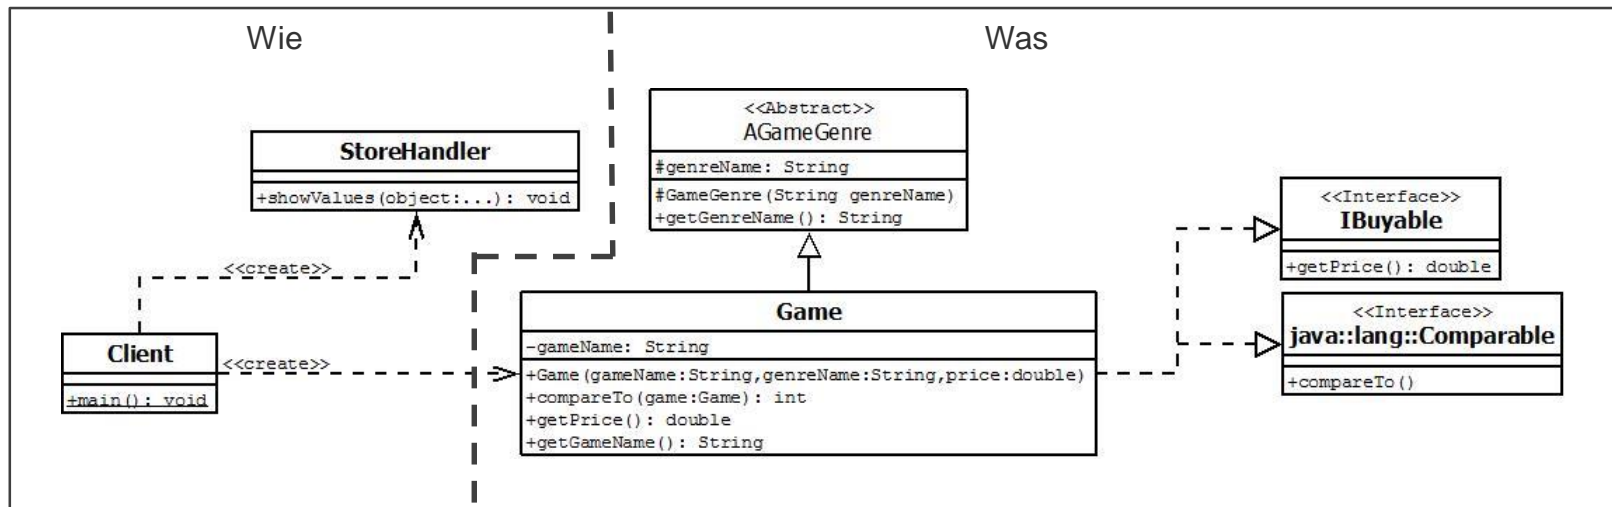 Wie
Was
<<Abstract>>
AGameGenre
#genreName: String
#GameGenre(String genreName)
+getGenreName(): String
StoreHandler
+showValues(object:...): void
<<Interface>>
IBuyable
+getPrice(): double
<<create>>
Game
-gameName: String
+Game(gameName:String,genreName:String,price:double)
+compareTo(game:Game): int
+getPrice(): double
+getGameName(): String
<<Interface>>
java::lang::Comparable
+compareTo()
Client
+main(): void
<<create>>